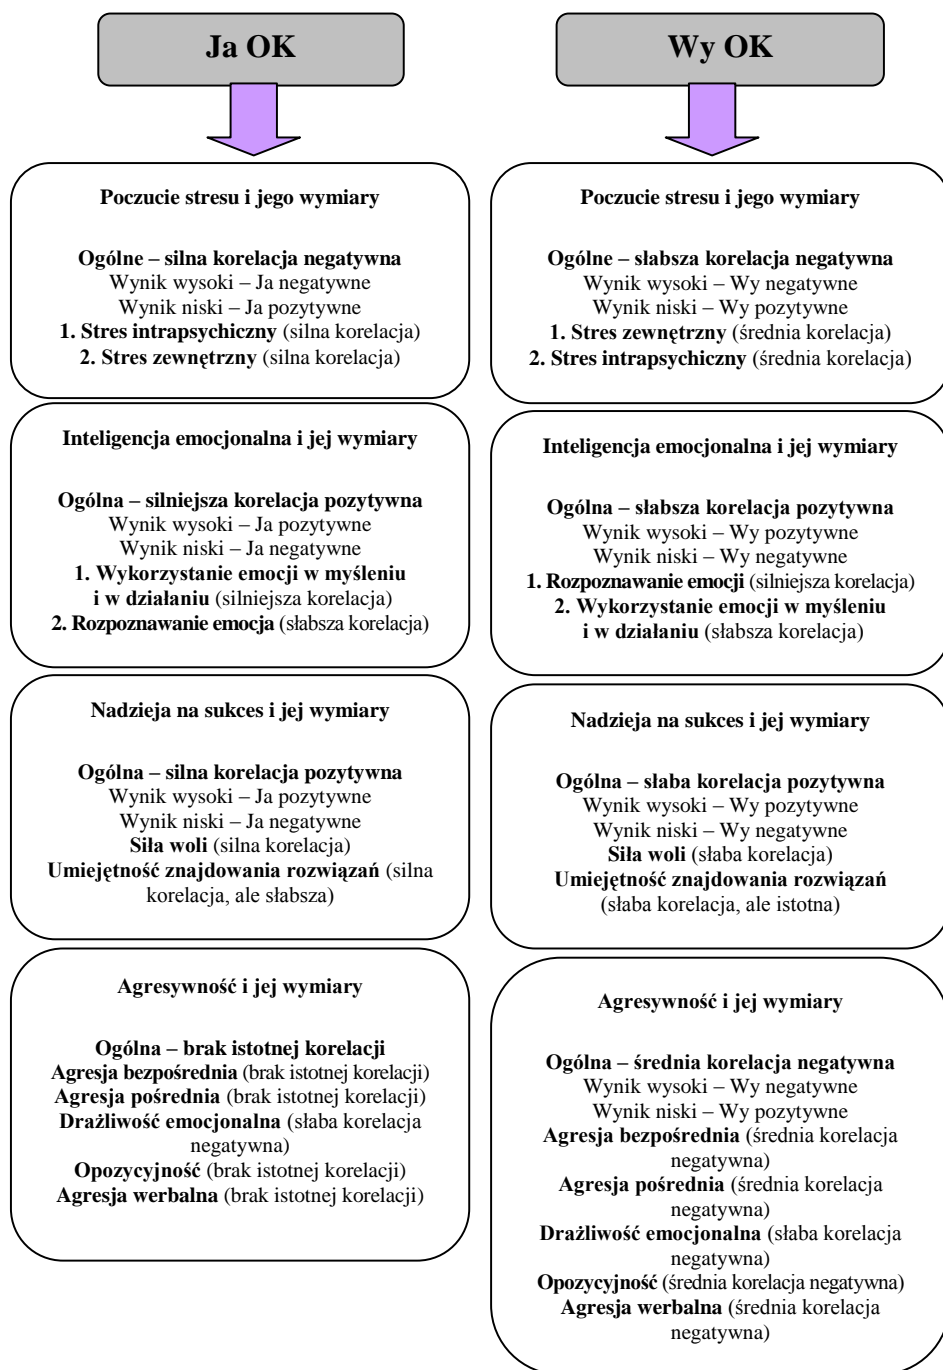 Ja OK
Poczucie stresu i jego wymiary
Ogólne – silna korelacja negatywna
Wynik wysoki – Ja negatywne
Wynik niski – Ja pozytywne
1. Stres intrapsychiczny (silna korelacja)
2. Stres zewnętrzny (silna korelacja)
Inteligencja emocjonalna i jej wymiary
Ogólna – silniejsza korelacja pozytywna
Wynik wysoki – Ja pozytywne
Wynik niski – Ja negatywne
1. Wykorzystanie emocji w myśleniu
i w działaniu (silniejsza korelacja)
2. Rozpoznawanie emocja (słabsza korelacja)
Nadzieja na sukces i jej wymiary
Ogólna – silna korelacja pozytywna
Wynik wysoki – Ja pozytywne
Wynik niski – Ja negatywne
Siła woli (silna korelacja)
Umiejętność znajdowania rozwiązań (silna
korelacja, ale słabsza)
Agresywność i jej wymiary
Ogólna – brak istotnej korelacji
Agresja bezpośrednia (brak istotnej korelacji)
Agresja pośrednia (brak istotnej korelacji)
Drażliwość emocjonalna (słaba korelacja
negatywna)
Opozycyjność (brak istotnej korelacji)
Agresja werbalna (brak istotnej korelacji)
Wy OK
Poczucie stresu i jego wymiary
Ogólne – słabsza korelacja negatywna
Wynik wysoki – Wy negatywne
Wynik niski – Wy pozytywne
1. Stres zewnętrzny (średnia korelacja)
2. Stres intrapsychiczny (średnia korelacja)
Inteligencja emocjonalna i jej wymiary
Ogólna – słabsza korelacja pozytywna
Wynik wysoki – Wy pozytywne
Wynik niski – Wy negatywne
1. Rozpoznawanie emocji (silniejsza korelacja)
2. Wykorzystanie emocji w myśleniu
i w działaniu (słabsza korelacja)
Nadzieja na sukces i jej wymiary
Ogólna – słaba korelacja pozytywna
Wynik wysoki – Wy pozytywne
Wynik niski – Wy negatywne
Siła woli (słaba korelacja)
Umiejętność znajdowania rozwiązań
(słaba korelacja, ale istotna)
Agresywność i jej wymiary
Ogólna – średnia korelacja negatywna
Wynik wysoki – Wy negatywne
Wynik niski – Wy pozytywne
Agresja bezpośrednia (średnia korelacja
negatywna)
Agresja pośrednia (średnia korelacja
negatywna)
Drażliwość emocjonalna (słaba korelacja
negatywna)
Opozycyjność (średnia korelacja negatywna)
Agresja werbalna (średnia korelacja
negatywna)